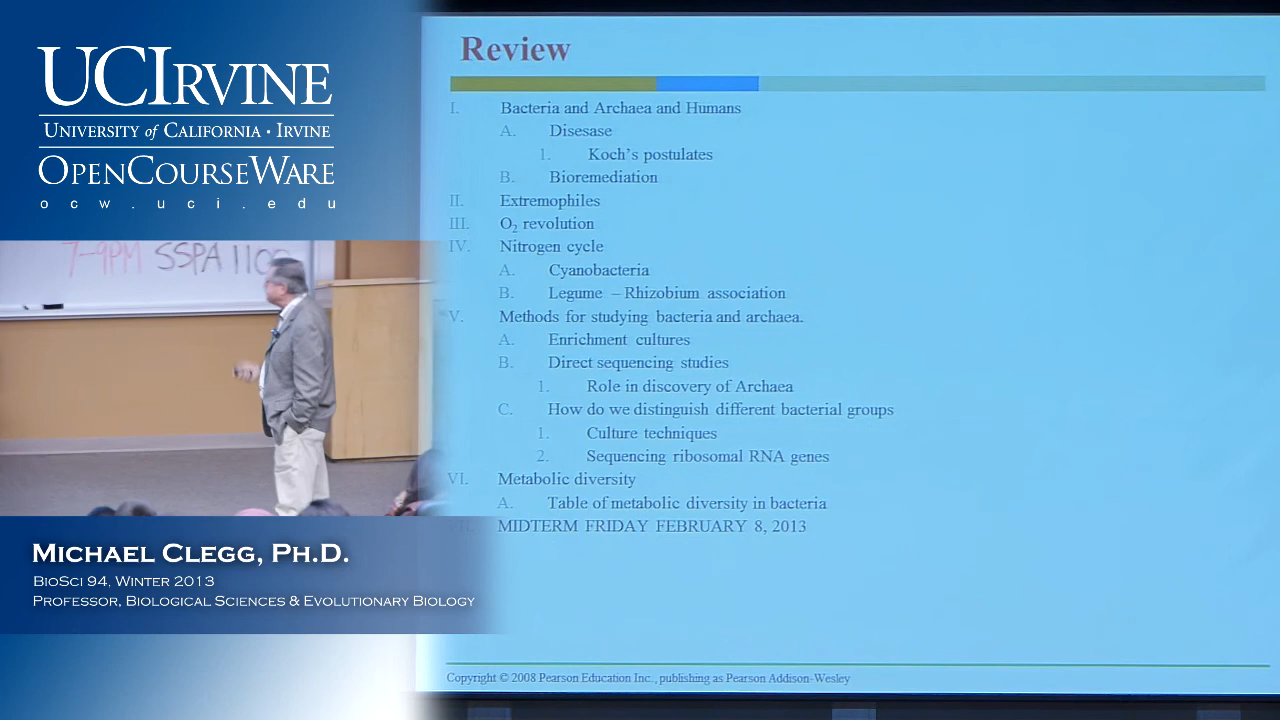 UCIRVINE
UNIVERSITY of CALIFORNIA · IRVINE
OPENCOURSEWARE
ocw.uci.edu
7-9PM SSPA 1100
MICHAEL CLEGG, PH.D.
BIOSCI 94, WINTER 2013
PROFESSOR, BIOLOGICAL SCIENCES & EVOLUTIONARY BIOLOGY
Review
I. Bacteria and Archaea and Humans
A. Disesase
1. Koch's postulates
B. Bioremediation
II. Extremophiles
III. O₂ revolution
IV. Nitrogen cycle
A. Cyanobacteria
B. Legume – Rhizobium association
V. Methods for studying bacteria and archaea.
A. Enrichment cultures
B. Direct sequencing studies
1. Role in discovery of Archaea
C. How do we distinguish different bacterial groups
1. Culture techniques
2. Sequencing ribosomal RNA genes
VI. Metabolic diversity
A. Table of metabolic diversity in bacteria
VII. MIDTERM FRIDAY FEBRUARY 8, 2013
Copyright © 2008 Pearson Education Inc., publishing as Pearson Addison-Wesley